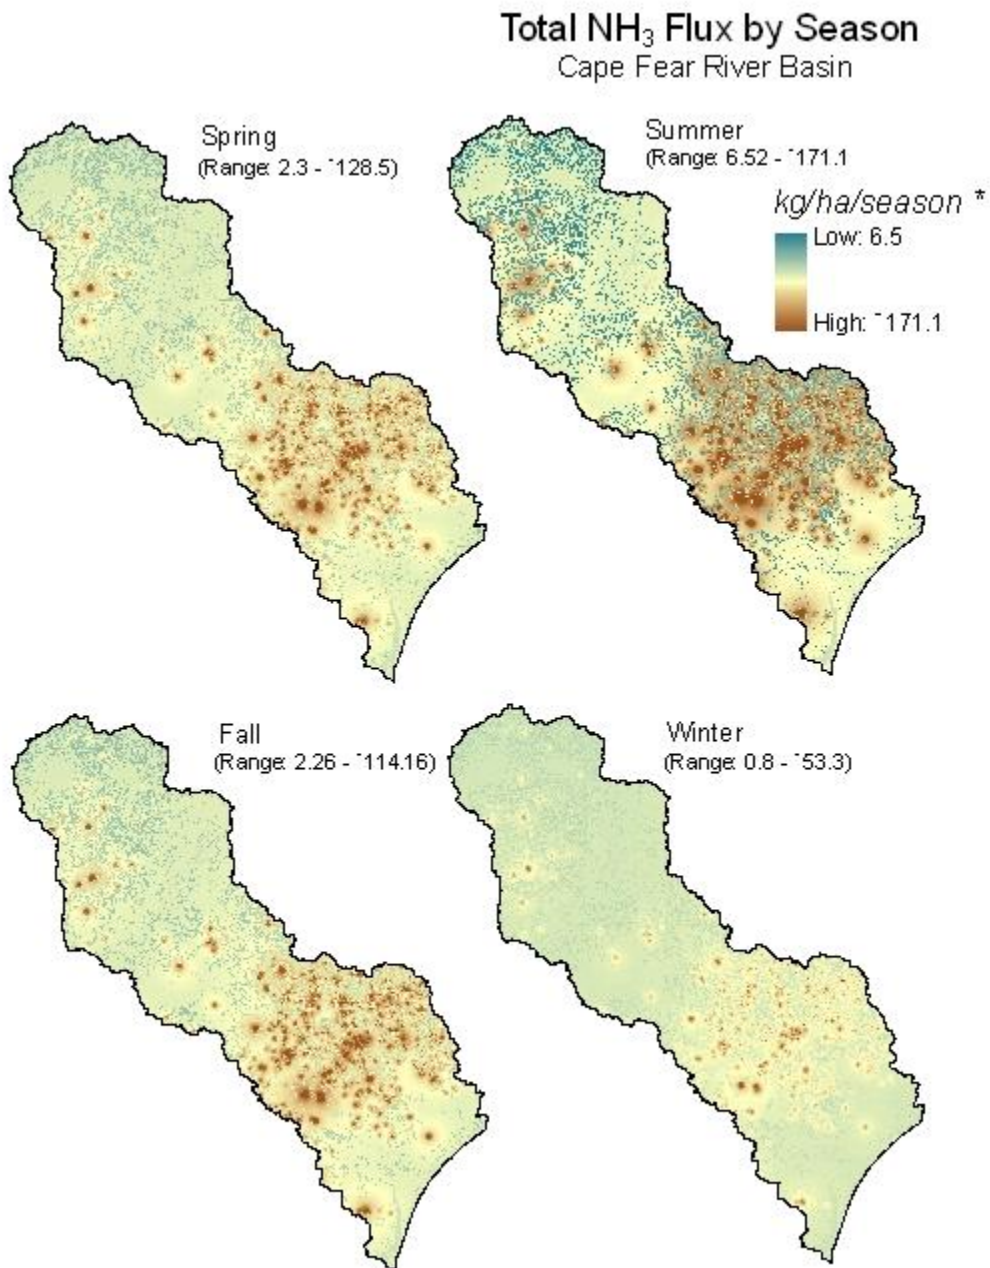 Total NH₃ Flux by Season
Cape Fear River Basin
Spring
(Range: 2.3 - ~128.5)
Summer
(Range: 6.52 - ~171.1
kg/ha/season *
Low: 6.5
High: ~171.1
Fall
(Range: 2.26 - ~114.16)
Winter
(Range: 0.8 - ~53.3)